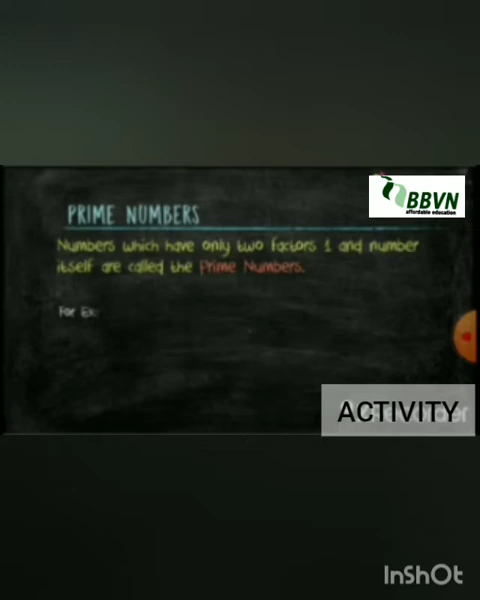 BBVN
affordable education
PRIME NUMBERS
Numbers which have only two factors 1 and number
itself are called the Prime Numbers.
For Ex:
ACTIVITY
InShOt